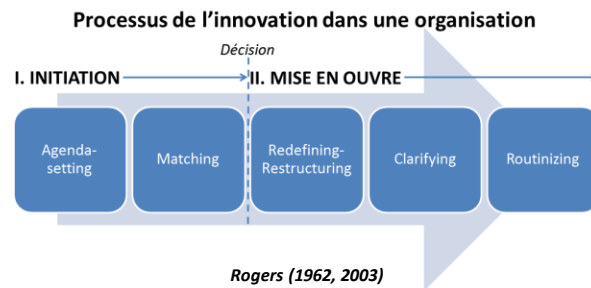 Processus de l'innovation dans une organisation
Décision
I. INITIATION
II. MISE EN OUVRE
Agenda-
setting
Matching
Redefining-
Restructuring
Clarifying
Routinizing
Rogers (1962, 2003)